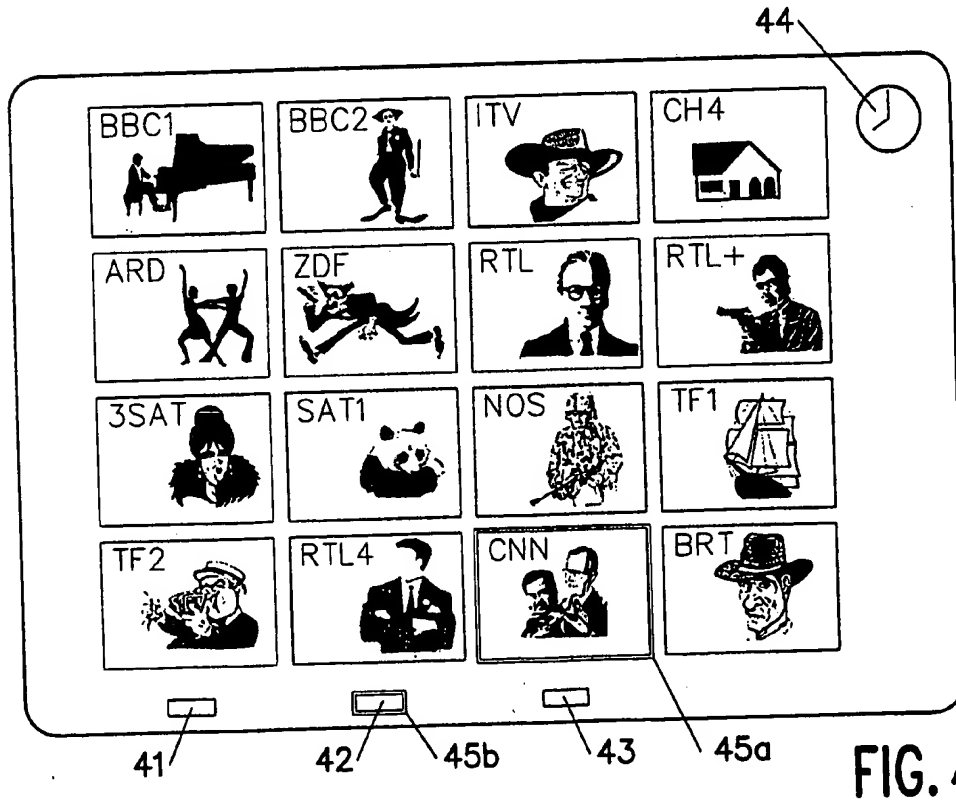 44
BBC1 BBC2 ITV CH4
ARD ZDF RTL RTL+
3SAT SAT1 NOS TF1
TF2 RTL4 CNN BRT
41 42 45b 43 45a
FIG.